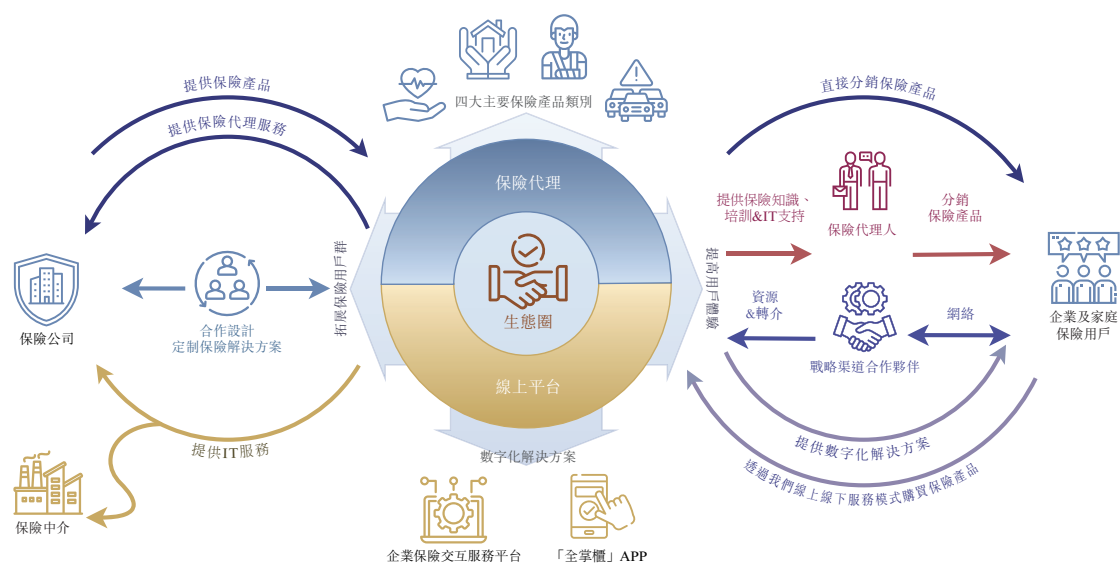 提供保險產品
提供保險代理服務
四大主要保險產品類別
直接分銷保險產品
保險代理
提供保險知識、
培訓&IT支持
保險代理人
分銷
保險產品
拓展保險用戶群
提高用戶體驗
保險公司
合作設計
定制保險解決方案
生態圈
資源
&轉介
網絡
戰略渠道合作夥伴
企業及家庭
保險用戶
線上平台
提供IT服務
數字化解決方案
提供數字化解決方案
透過我們線上線下服務模式購買保險產品
保險中介
企業保險交互服務平台
「全掌櫃」APP